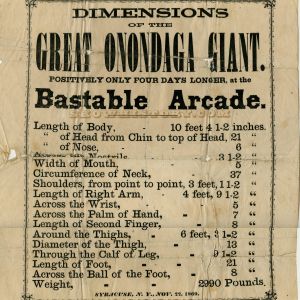 DIMENSIONS
OF THE
GREAT ONONDAGA GIANT.
POSITIVELY ONLY FOUR DAYS LONGER, at the
Bastable Arcade.
Length of Body, - 10 feet 4 1-2 inches.
" of Head from Chin to top of Head, 21 "
" of Nose, - 6 "
Across the Nostrils, - 3 1-2 "
Width of Mouth, - 5 "
Circumference of Neck, - 37 "
Shoulders, from point to point, 3 feet, 1 1-2 "
Length of Right Arm, - 4 feet, 9 1-2 "
Across the Wrist, - 5 "
Across the Palm of Hand, - 7 "
Length of Second Finger, - 8 "
Around the Thighs, - 6 feet, 3 1-2 "
Diameter of the Thigh, - 13 "
Through the Calf of Leg, - 9 1-2 "
Length of Foot, - 21 "
Across the Ball of the Foot, - 8 "
Weight, - 2990 Pounds.
SYRACUSE, N. Y., NOV. 22, 1869.